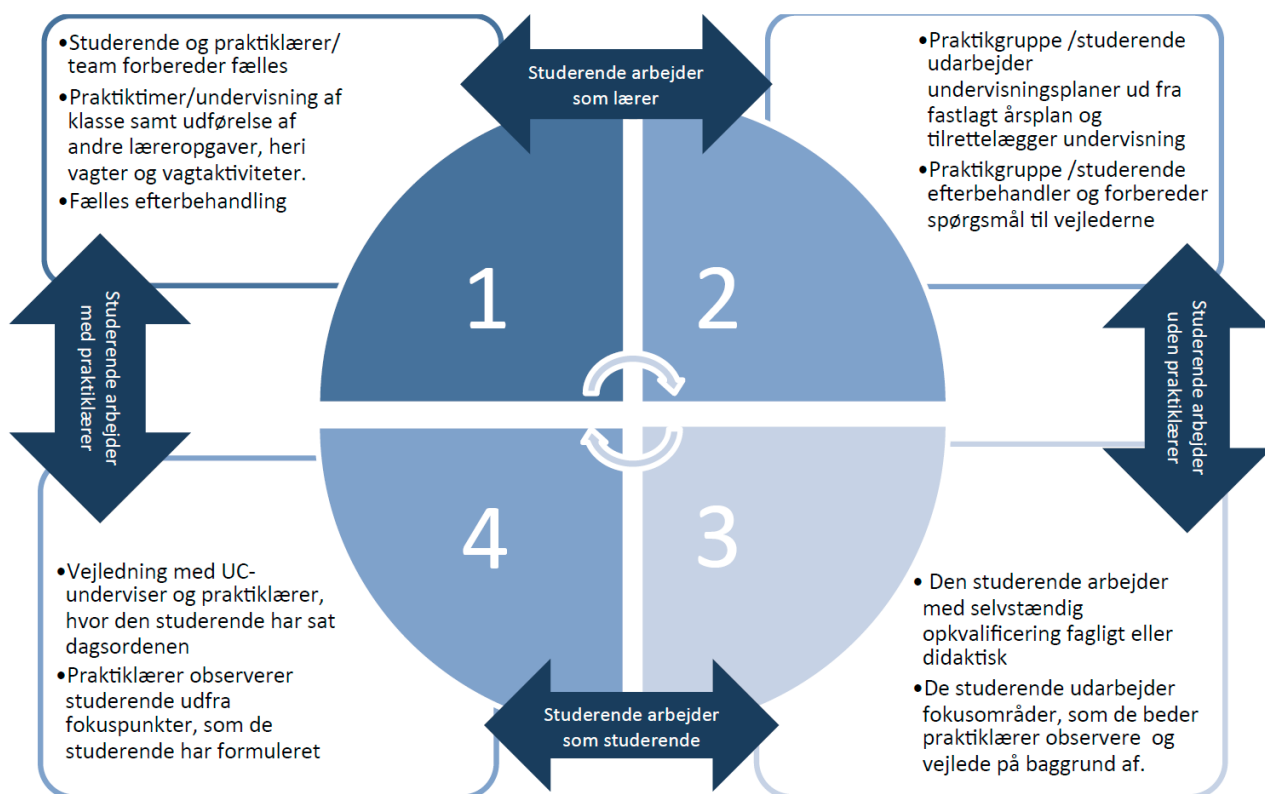 •Studerende og praktiklærer/
team forbereder fælles
•Praktiktimer/undervisning af
klasse samt udførelse af
andre læreropgaver, heri
vagter og vagtaktiviteter.
•Fælles efterbehandling
Studerende arbejder
som lærer
•Praktikgruppe /studerende
udarbejder
undervisningsplaner ud fra
fastlagt årsplan og
tilrettelægger undervisning
•Praktikgruppe /studerende
efterbehandler og forbereder
spørgsmål til vejlederne
1
2
Studerende arbejder
med praktiklærer
Studerende arbejder
uden praktiklærer
4
3
•Vejledning med UC-
underviser og praktiklærer,
hvor den studerende har sat
dagsordenen
•Praktiklærer observerer
studerende udfra
fokuspunkter, som de
studerende har formuleret
Studerende arbejder
som studerende
• Den studerende arbejder
med selvstændig
opkvalificering fagligt eller
didaktisk
•De studerende udarbejder
fokusområder, som de beder
praktiklærer observere og
vejlede på baggrund af.